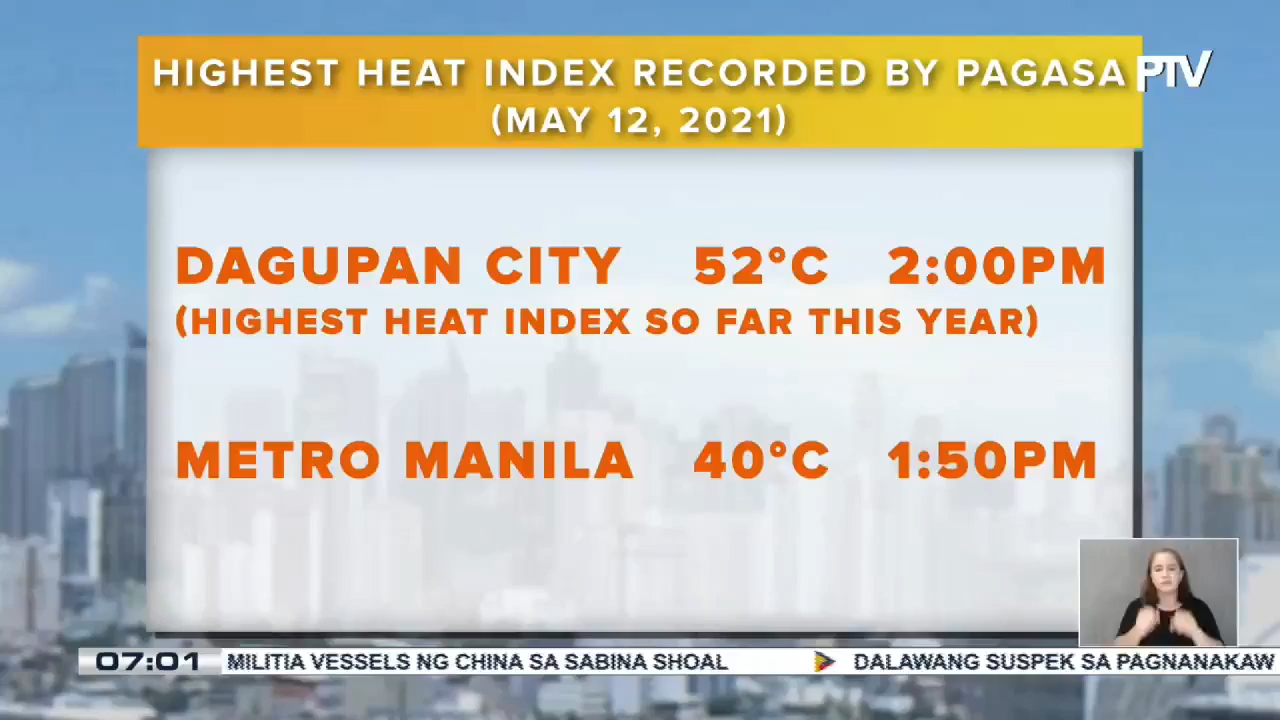 HIGHEST HEAT INDEX RECORDED BY PAGASA
PTV
(MAY 12, 2021)
DAGUPAN CITY 52°C 2:00PM
(HIGHEST HEAT INDEX SO FAR THIS YEAR)
METRO MANILA 40°C 1:50PM
07:01 MILITIA VESSELS NG CHINA SA SABINA SHOAL DALAWANG SUSPEK SA PAGNANAKAW